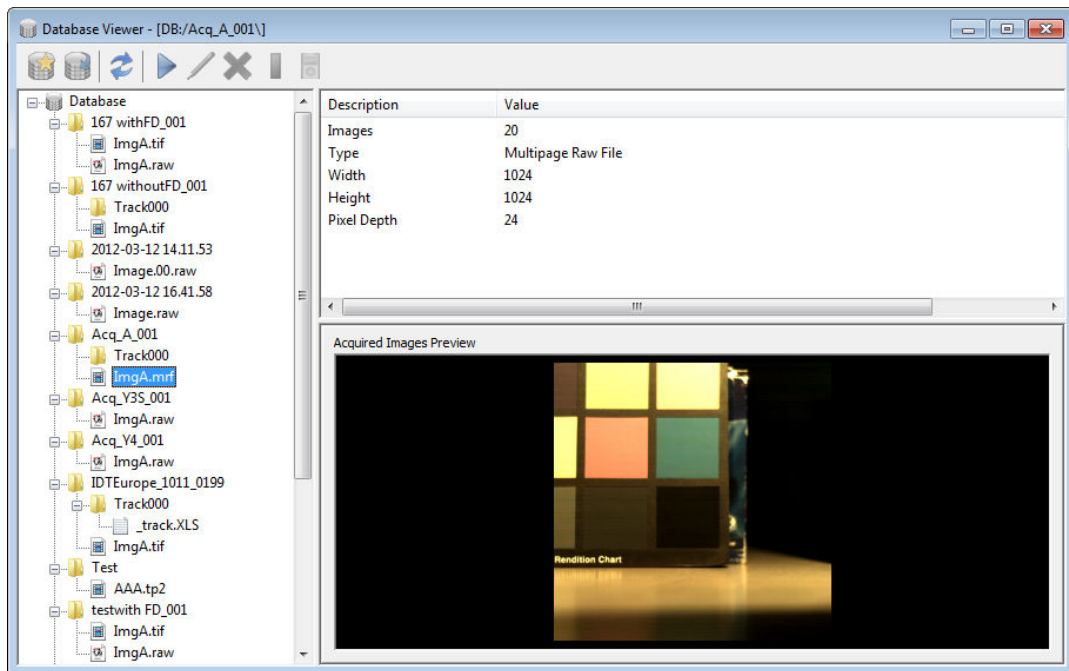 Database Viewer - [DB:/Acq_A_001\]
Database
167 withFD_001
ImgA.tif
ImgA.raw
167 withoutFD_001
Track000
ImgA.tif
2012-03-12 14.11.53
Image.00.raw
2012-03-12 16.41.58
Image.raw
Acq_A_001
Track000
ImgA.mrf
Acq_Y3S_001
ImgA.raw
Acq_Y4_001
ImgA.raw
IDTEurope_1011_0199
Track000
_track.XLS
ImgA.tif
Test
AAA.tp2
testwith FD_001
ImgA.tif
ImgA.raw
Description Value
Images 20
Type Multipage Raw File
Width 1024
Height 1024
Pixel Depth 24
Acquired Images Preview
Rendition Chart